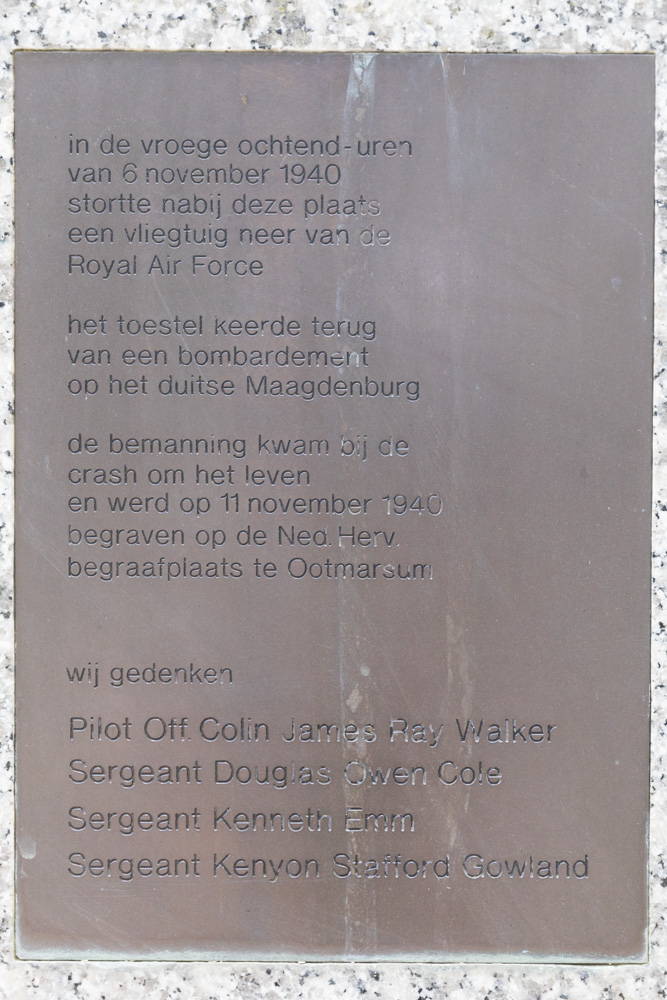 in de vroege ochtend-uren
van 6 november 1940
stortte nabij deze plaats
een vliegtuig neer van de
Royal Air Force
het toestel keerde terug
van een bombardement
op het duitse Maagdenburg
de bemanning kwam bij de
crash om het leven
en werd op 11 november 1940
begraven op de Ned. Herv.
begraafplaats te Ootmarsum
wij gedenken
Pilot Off. Colin James Ray Walker
Sergeant Douglas Owen Cole
Sergeant Kenneth Emm
Sergeant Kenyon Stafford Gowland